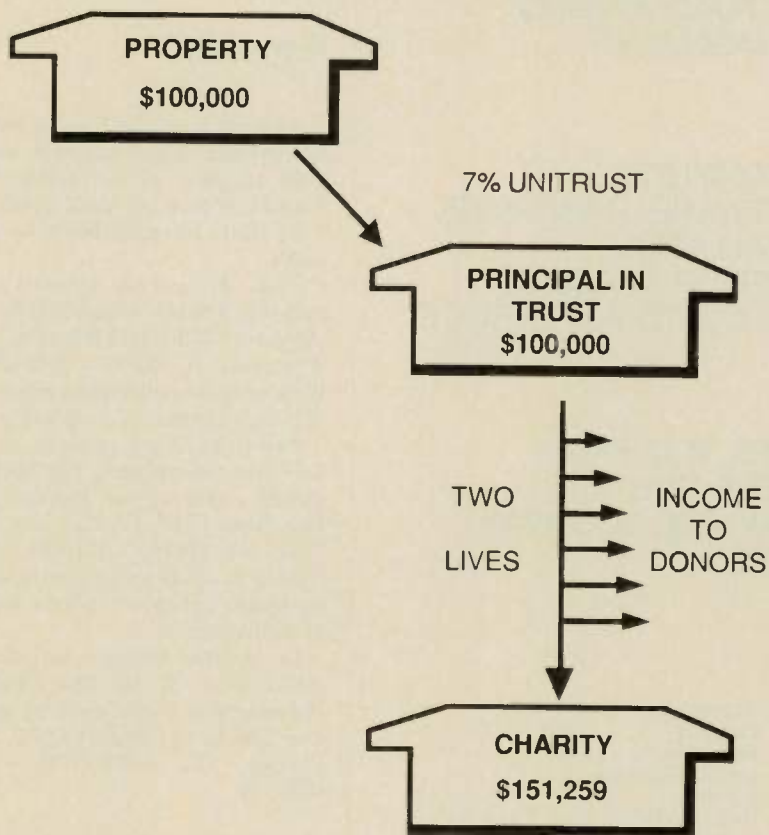 PROPERTY
$100,000
7% UNITRUST
PRINCIPAL IN
TRUST
$100,000
TWO
LIVES
INCOME
TO
DONORS
CHARITY
$151,259